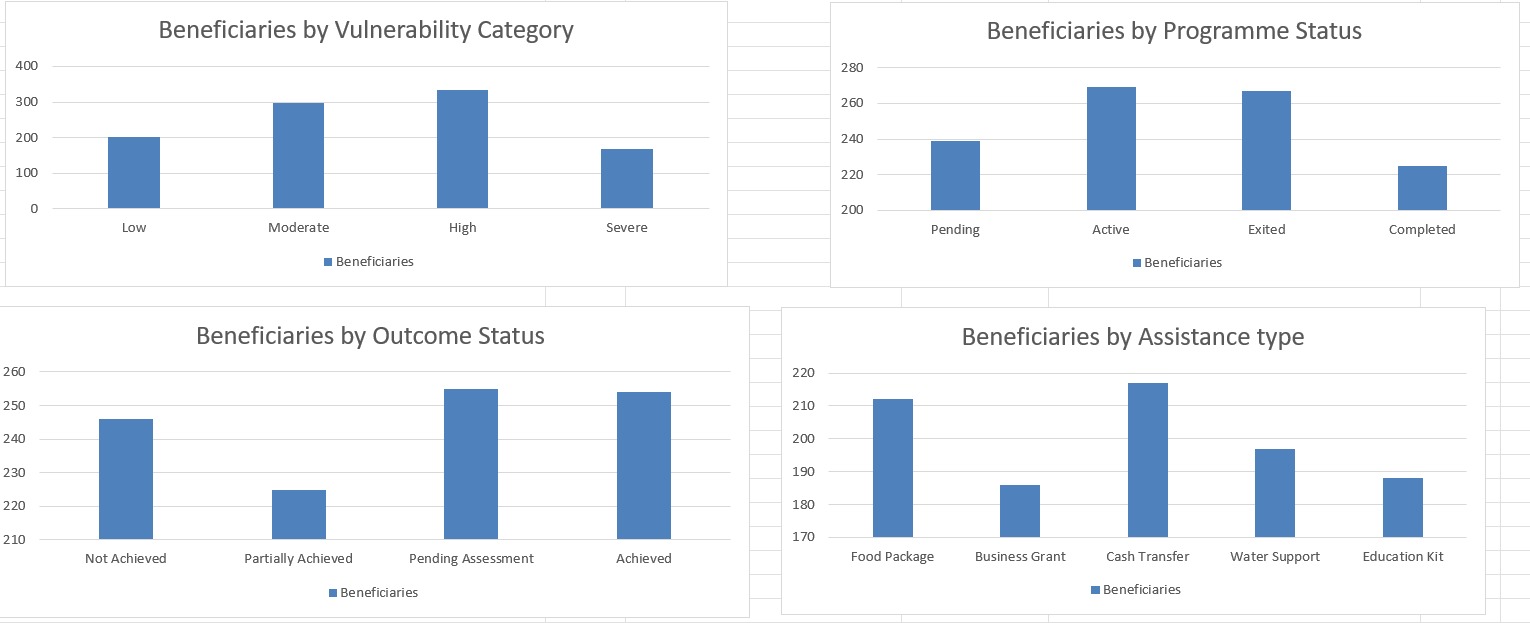 Beneficiaries by Vulnerability Category
400
300
200
100
0
Low Moderate High Severe
Beneficiaries
Beneficiaries by Programme Status
280
260
240
220
200
Pending Active Exited Completed
Beneficiaries
Beneficiaries by Outcome Status
260
250
240
230
220
210
Not Achieved Partially Achieved Pending Assessment Achieved
Beneficiaries
Beneficiaries by Assistance type
220
210
200
190
180
170
Food Package Business Grant Cash Transfer Water Support Education Kit
Beneficiaries